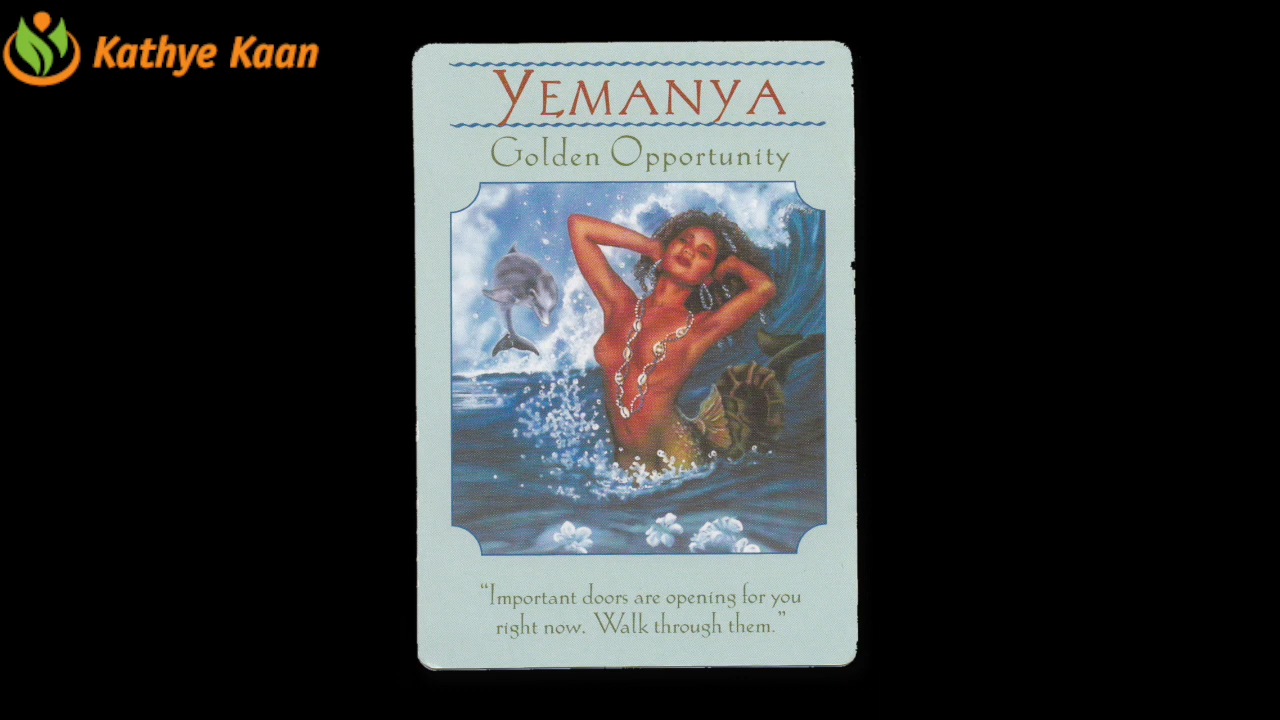 Kathye Kaan
YEMANYA
Golden Opportunity
“Important doors are opening for you
right now. Walk through them.”